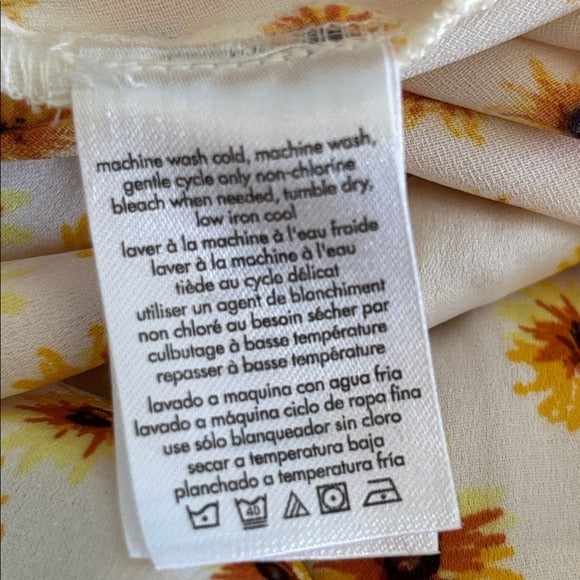 machine wash cold, machine wash,
gentle cycle only non-chlorine
bleach when needed, tumble dry,
low iron cool
laver à la machine à l'eau froide
laver à la machine à l'eau
tiède au cycle délicat
utiliser un agent de blanchiment
non chloré au besoin sécher par
culbutage à basse température
repasser à basse température
lavado a maquina con agua fria
lavado a máquina ciclo de ropa fina
use sólo blanqueador sin cloro
secar a temperatura baja
planchado a temperatura fría
40